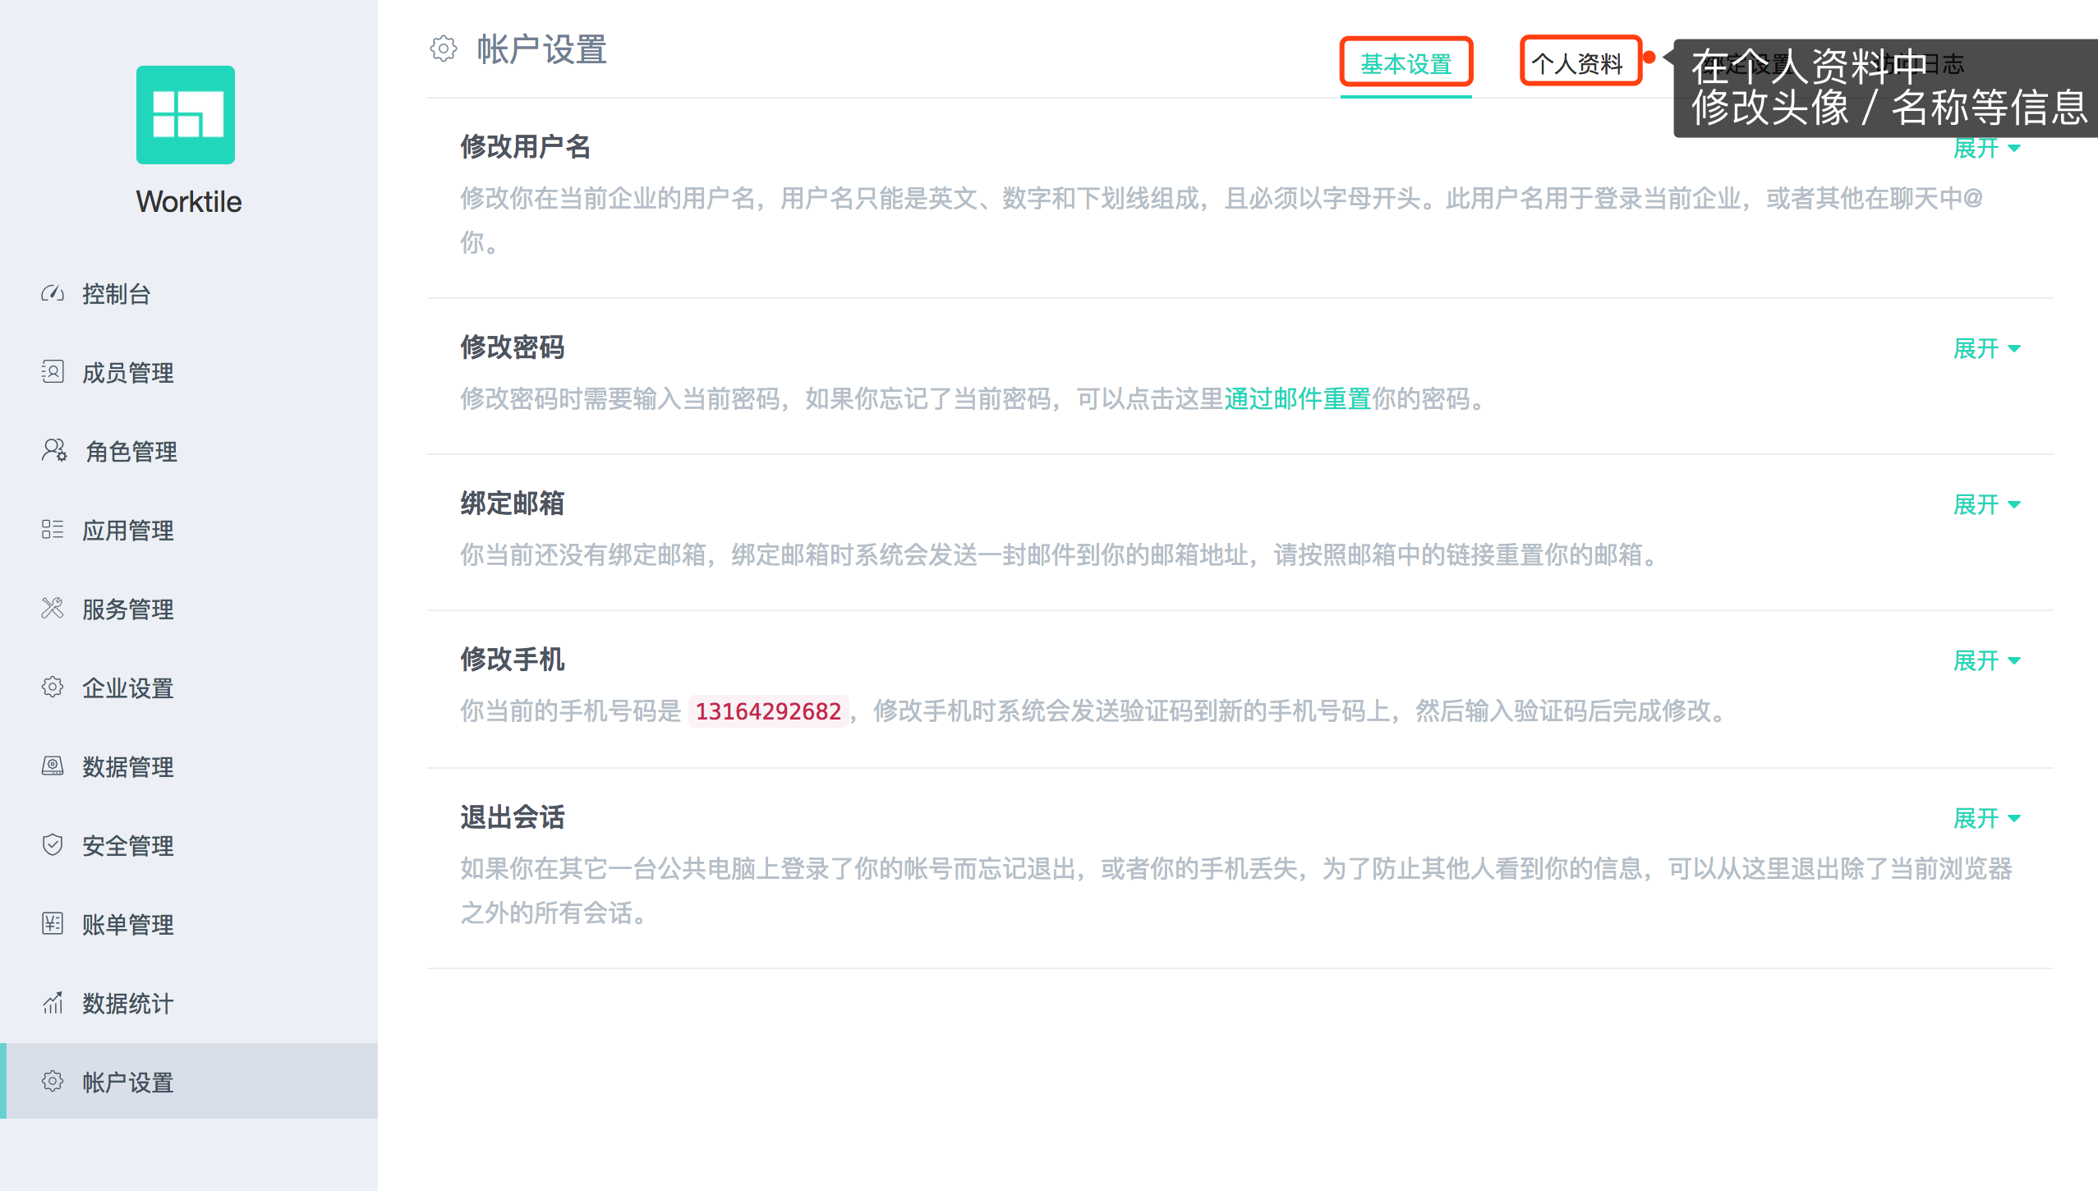 Worktile
控制台
成员管理
角色管理
应用管理
服务管理
企业设置
数据管理
安全管理
账单管理
数据统计
帐户设置
帐户设置
基本设置
个人资料
在个人资料中
修改头像 / 名称等信息
修改用户名
展开
修改你在当前企业的用户名，用户名只能是英文、数字和下划线组成，且必须以字母开头。此用户名用于登录当前企业，或者其他在聊天中@
你。
修改密码
展开
修改密码时需要输入当前密码，如果你忘记了当前密码，可以点击这里通过邮件重置你的密码。
绑定邮箱
展开
你当前还没有绑定邮箱，绑定邮箱时系统会发送一封邮件到你的邮箱地址，请按照邮箱中的链接重置你的邮箱。
修改手机
展开
你当前的手机号码是 13164292682，修改手机时系统会发送验证码到新的手机号码上，然后输入验证码后完成修改。
退出会话
展开
如果你在其它一台公共电脑上登录了你的帐号而忘记退出，或者你的手机丢失，为了防止其他人看到你的信息，可以从这里退出除了当前浏览器
之外的所有会话。